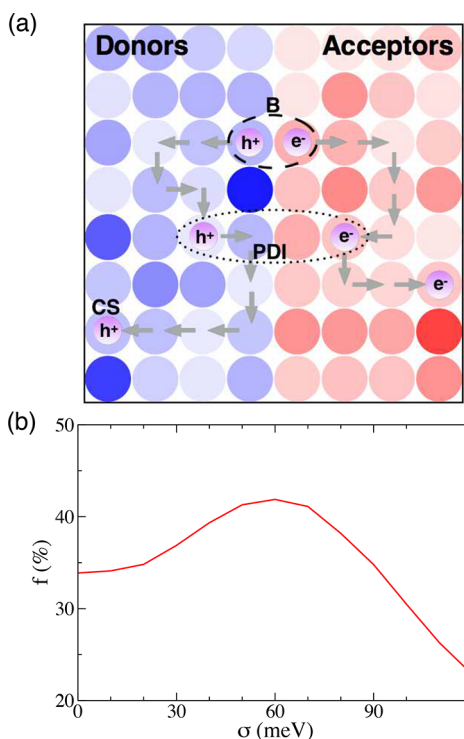 (a)
Donors Acceptors
B
h+ e-
h+ e-
PDI
e-
CS
h+
(b)
50
40
f (%)
30
20
0 30 60 90
σ (meV)